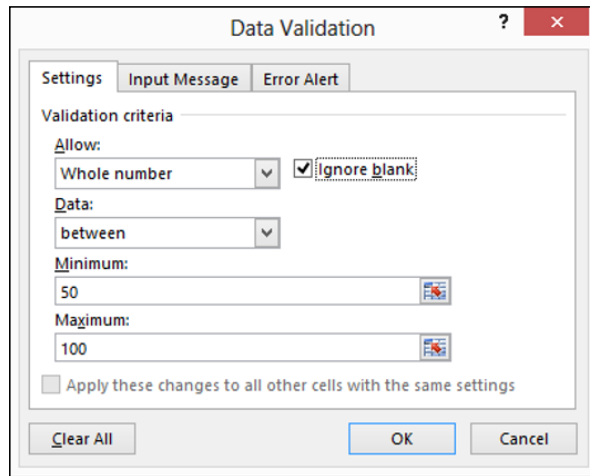 Data Validation ?
Settings Input Message Error Alert
Validation criteria
Allow:
Whole number Ignore blank
Data:
between
Minimum:
50
Maximum:
100
Apply these changes to all other cells with the same settings
Clear All OK Cancel